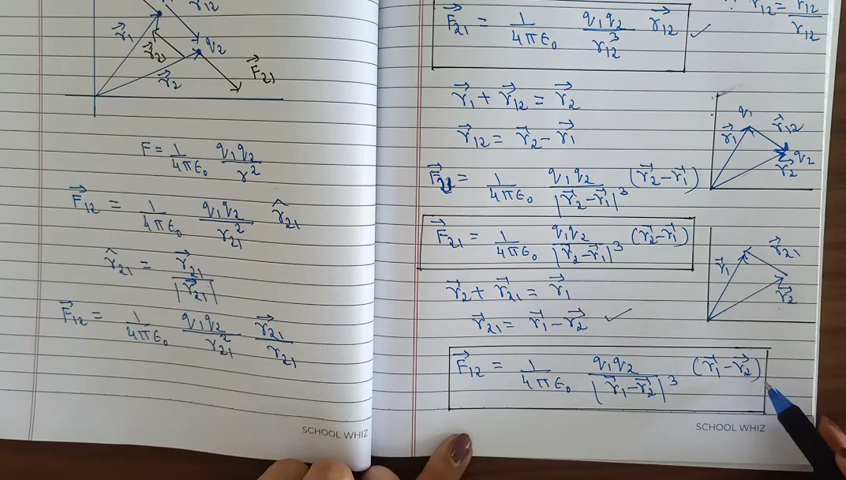 r⃗12
r⃗1
r⃗21
q2
r⃗2
F⃗21
F = 1/4πε₀ q1q2/r²
F⃗12 = 1/4πε₀ q1q2/r21² r̂21
r̂21 = r⃗21/|r⃗21|
F⃗12 = 1/4πε₀ q1q2/r21² r⃗21/r21
SCHOOL WHIZ
r̂12 = r⃗12/r12
F⃗21 = 1/4πε₀ q1q2/r12³ r⃗12 ✓
r⃗1 + r⃗12 = r⃗2
r⃗12 = r⃗2 − r⃗1
q1
r⃗12
r⃗1
q2
r⃗2
F⃗21 = 1/4πε₀ q1q2/|r⃗2−r⃗1|³ (r⃗2−r⃗1)
F⃗21 = 1/4πε₀ q1q2/|r⃗2−r⃗1|³ (r⃗2−r⃗1)
r⃗2 + r⃗21 = r⃗1
r⃗21 = r⃗1 − r⃗2 ✓
r⃗21
r⃗1
r⃗2
F⃗12 = 1/4πε₀ q1q2/|r⃗1−r⃗2|³ (r⃗1−r⃗2)
SCHOOL WHIZ